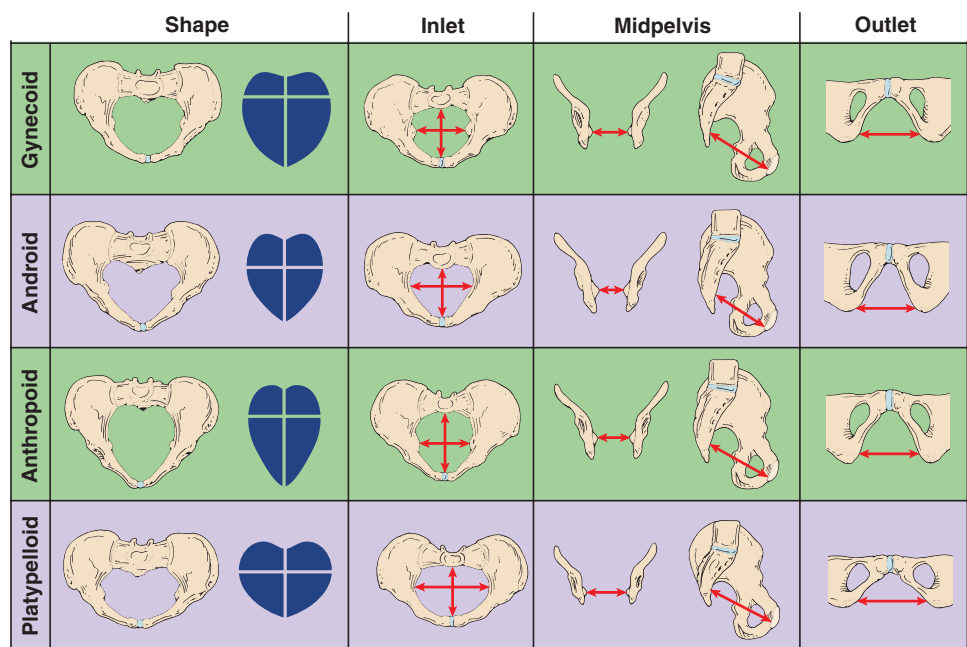 Shape Inlet Midpelvis Outlet
Gynecoid
Android
Anthropoid
Platypelloid